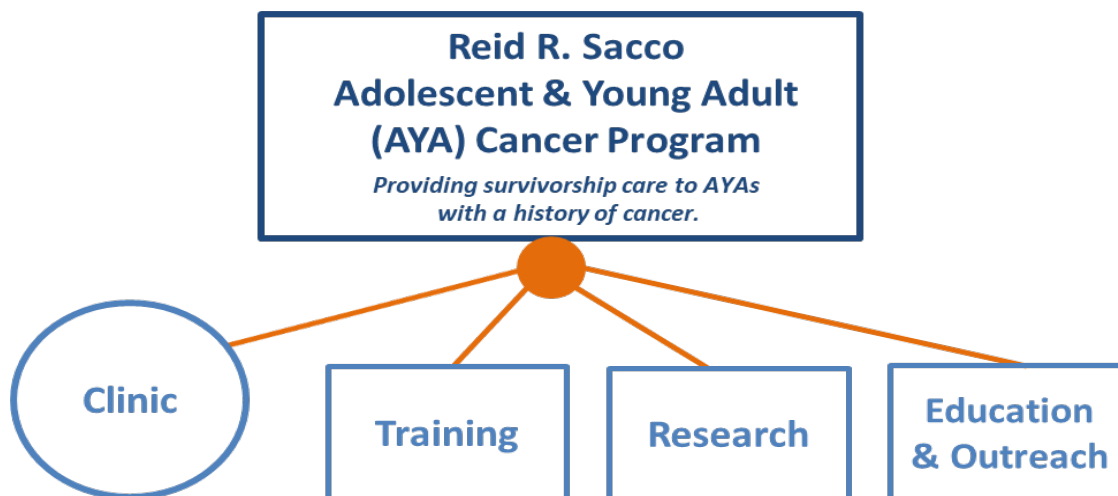 Reid R. Sacco
Adolescent & Young Adult
(AYA) Cancer Program
Providing survivorship care to AYAs
with a history of cancer.
Clinic
Training
Research
Education
& Outreach